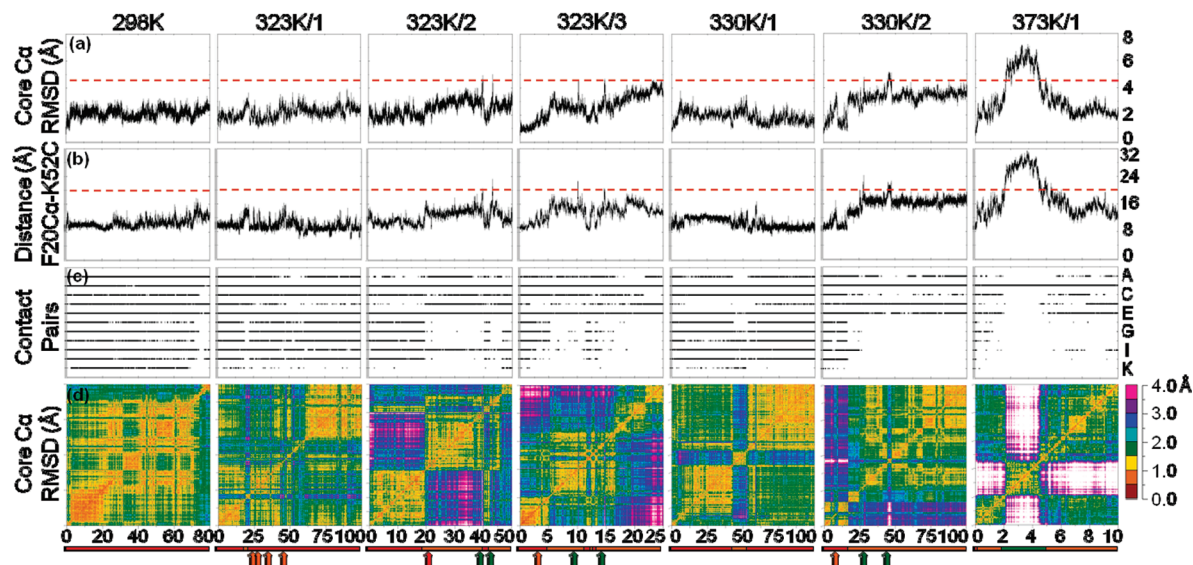 298K 323K/1 323K/2 323K/3 330K/1 330K/2 373K/1
(a)
Core Cα RMSD (Å)
8
6
4
2
0
(b)
Distance (Å) F20Cα-K52C
32
24
16
8
0
(c)
Contact Pairs
A
C
E
G
I
K
(d)
Core Cα RMSD (Å)
4.0 Å
3.0
2.0
1.0
0.0
0 20 40 60 80 0 25 50 75 100 0 10 20 30 40 50 0 5 10 15 20 25 0 25 50 75 100 0 25 50 75 100 0 2 4 6 8 10